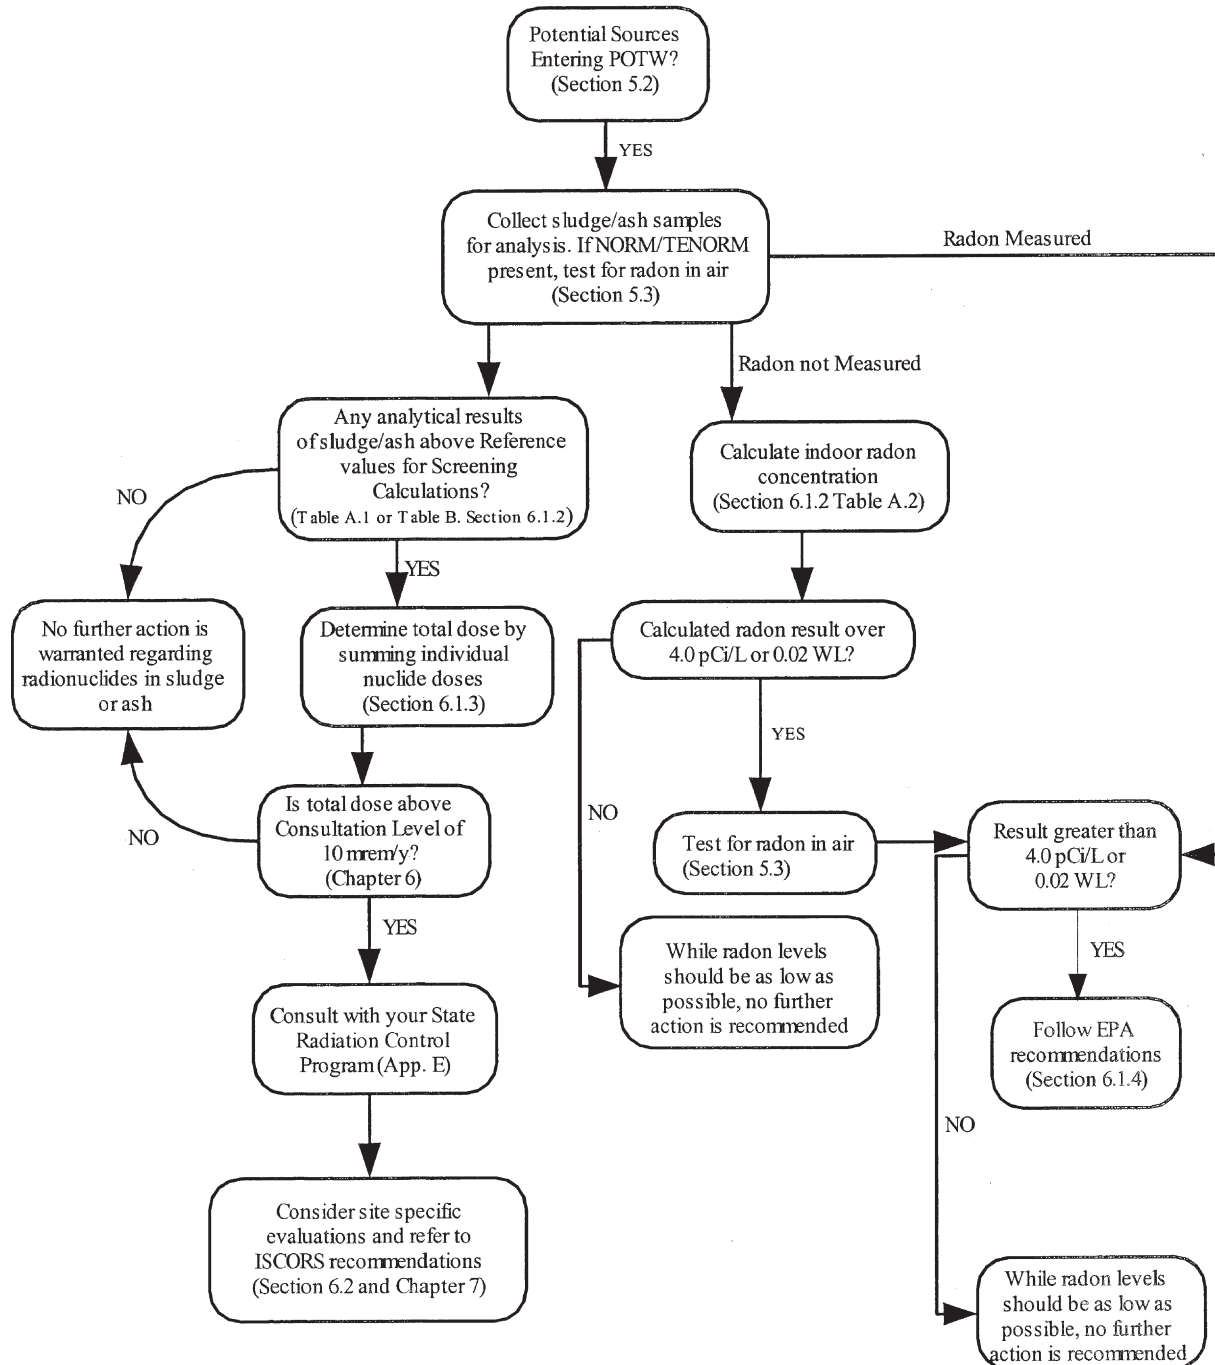 Potential Sources
Entering POTW?
(Section 5.2)
YES
Collect sludge/ash samples
for analysis. If NORM/TENORM
present, test for radon in air
(Section 5.3)
Radon Measured
Radon not Measured
Any analytical results
of sludge/ash above Reference
values for Screening
Calculations?
(Table A.1 or Table B. Section 6.1.2)
Calculate indoor radon
concentration
(Section 6.1.2 Table A.2)
NO
YES
No further action is
warranted regarding
radionuclides in sludge
or ash
Determine total dose by
summing individual
nuclide doses
(Section 6.1.3)
Calculated radon result over
4.0 pCi/L or 0.02 WL?
YES
NO
Is total dose above
Consultation Level of
10 mrem/y?
(Chapter 6)
NO
Test for radon in air
(Section 5.3)
Result greater than
4.0 pCi/L or
0.02 WL?
YES
While radon levels
should be as low as
possible, no further
action is recommended
YES
Consult with your State
Radiation Control
Program (App. E)
Follow EPA
recommendations
(Section 6.1.4)
NO
Consider site specific
evaluations and refer to
ISCORS recommendations
(Section 6.2 and Chapter 7)
While radon levels
should be as low as
possible, no further
action is recommended